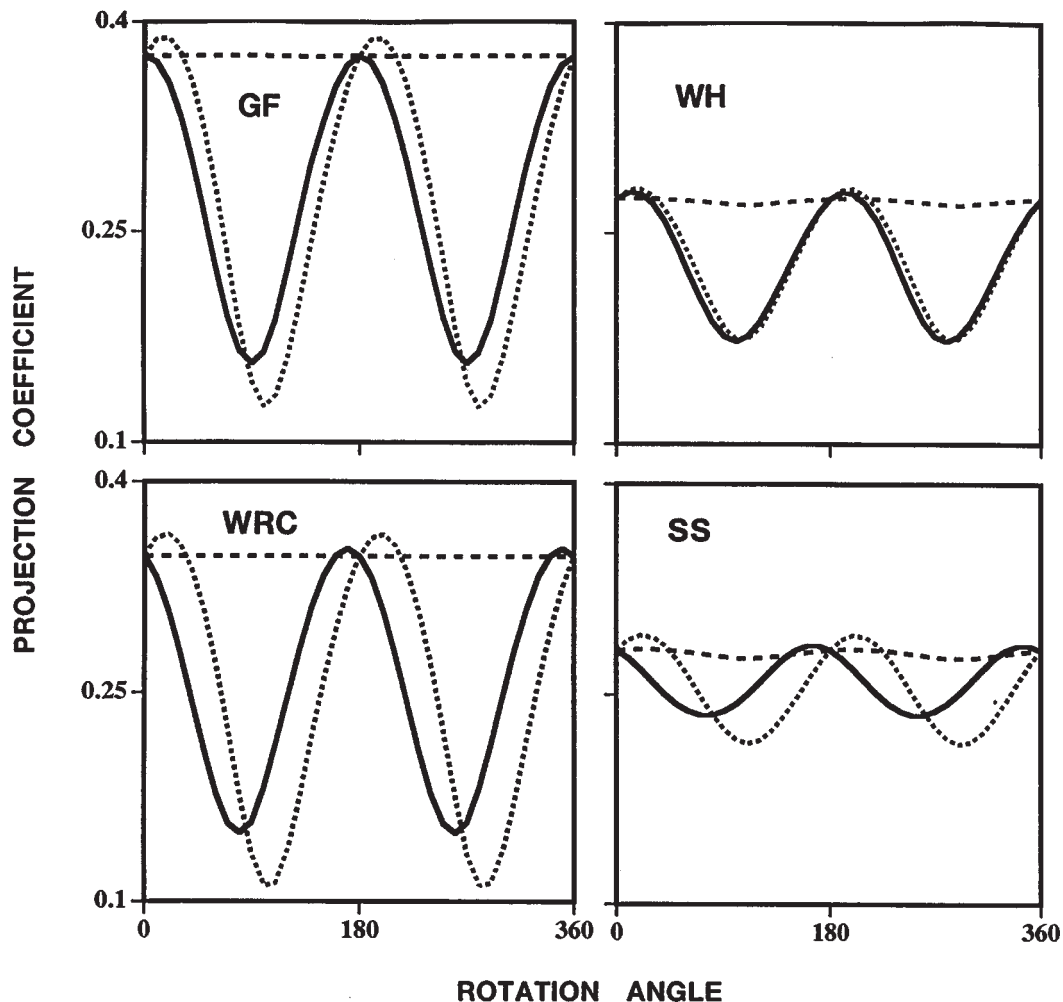 0.4
GF
WH
0.25
0.1
0.4
WRC
SS
0.25
0.1
0
180
360
0
180
360
PROJECTION COEFFICIENT
ROTATION ANGLE